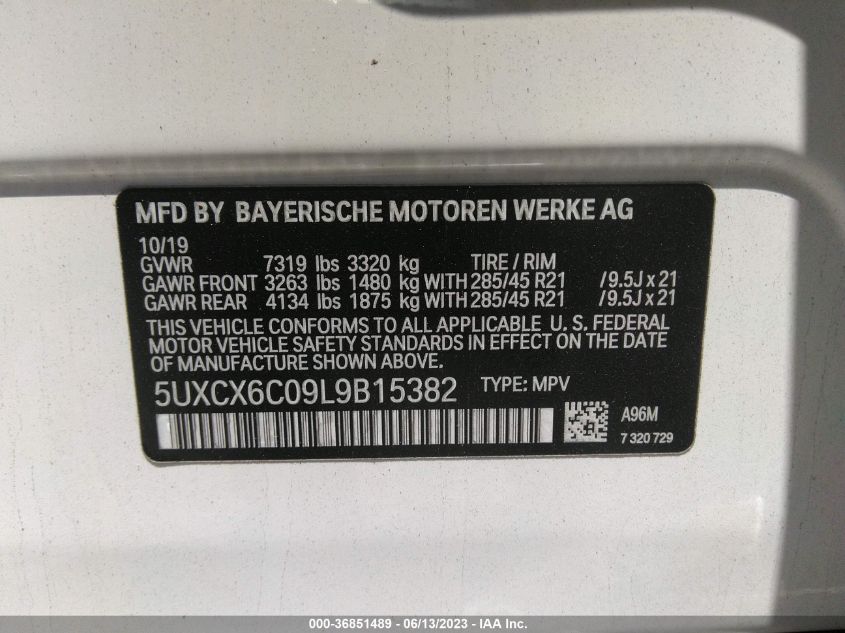 MFD BY BAYERISCHE MOTOREN WERKE AG
10/19
GVWR 7319 lbs 3320 kg TIRE / RIM
GAWR FRONT 3263 lbs 1480 kg WITH 285/45 R21 /9.5J x 21
GAWR REAR 4134 lbs 1875 kg WITH 285/45 R21 /9.5J x 21
THIS VEHICLE CONFORMS TO ALL APPLICABLE U. S. FEDERAL
MOTOR VEHICLE SAFETY STANDARDS IN EFFECT ON THE DATE
OF MANUFACTURE SHOWN ABOVE.
5UXCX6C09L9B15382 TYPE: MPV
A96M
7 320 729
000-36851489 - 06/13/2023 - IAA Inc.